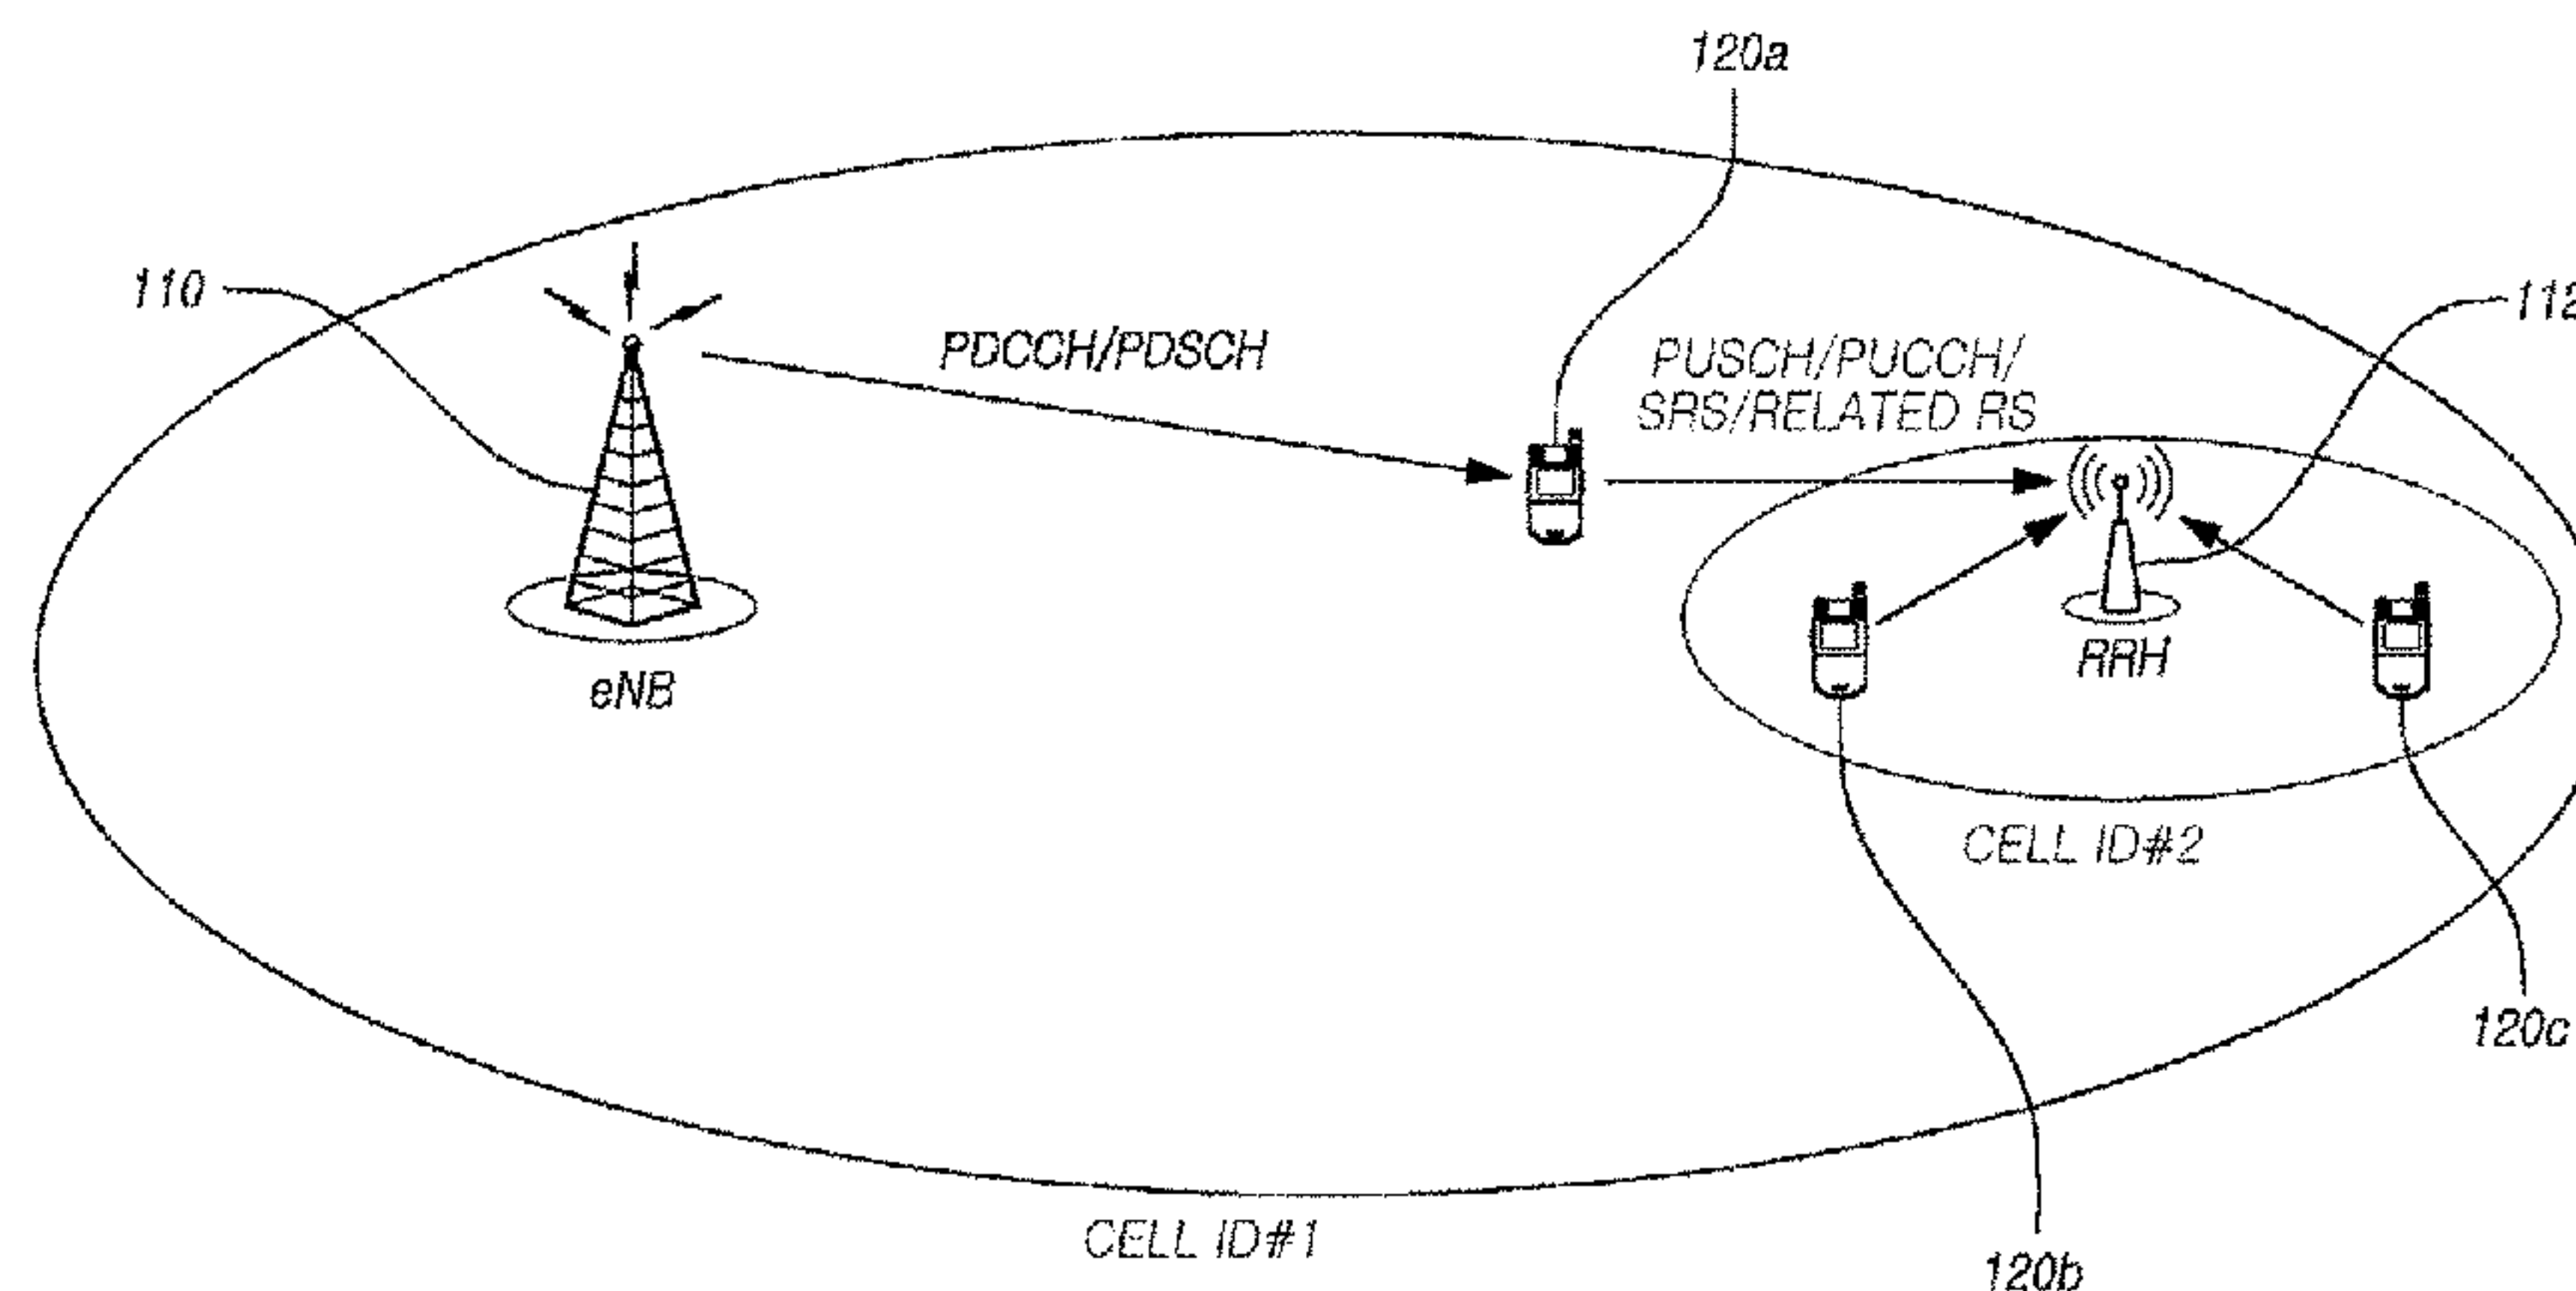 120a
110
112
PDCCH/PDSCH
PUSCH/PUCCH/
SRS/RELATED RS
eNB
RRH
CELL ID#2
120c
CELL ID#1
120b